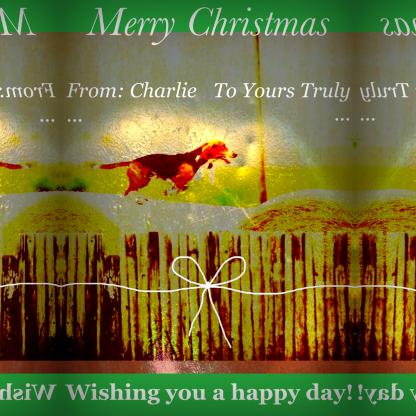 Merry Christmas
From: Charlie To Yours Truly
... ... ... ...
Wishing you a happy day!!